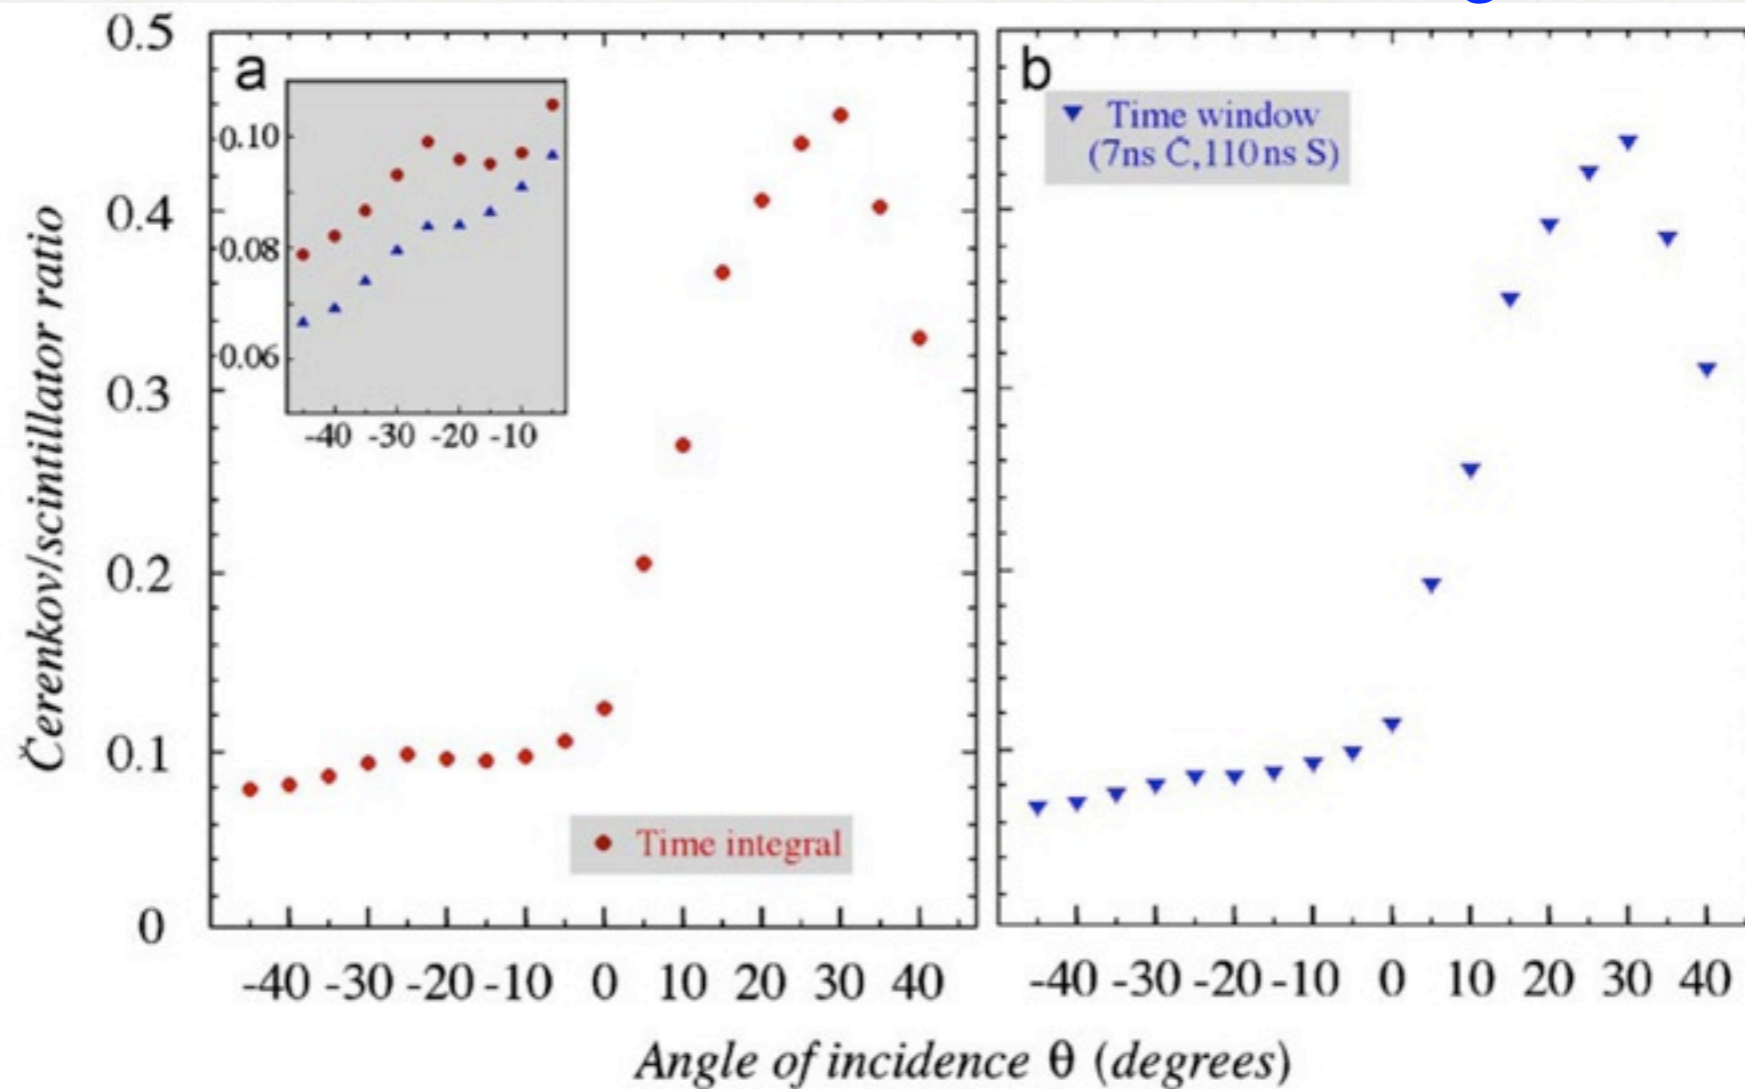 0.5
0.4
0.3
0.2
0.1
0
Čerenkov/scintillator ratio
a
0.10
0.08
0.06
-40 -30 -20 -10
Time integral
-40 -30 -20 -10 0 10 20 30 40
b
Time window
(7ns Č,110ns S)
-40 -30 -20 -10 0 10 20 30 40
Angle of incidence θ (degrees)